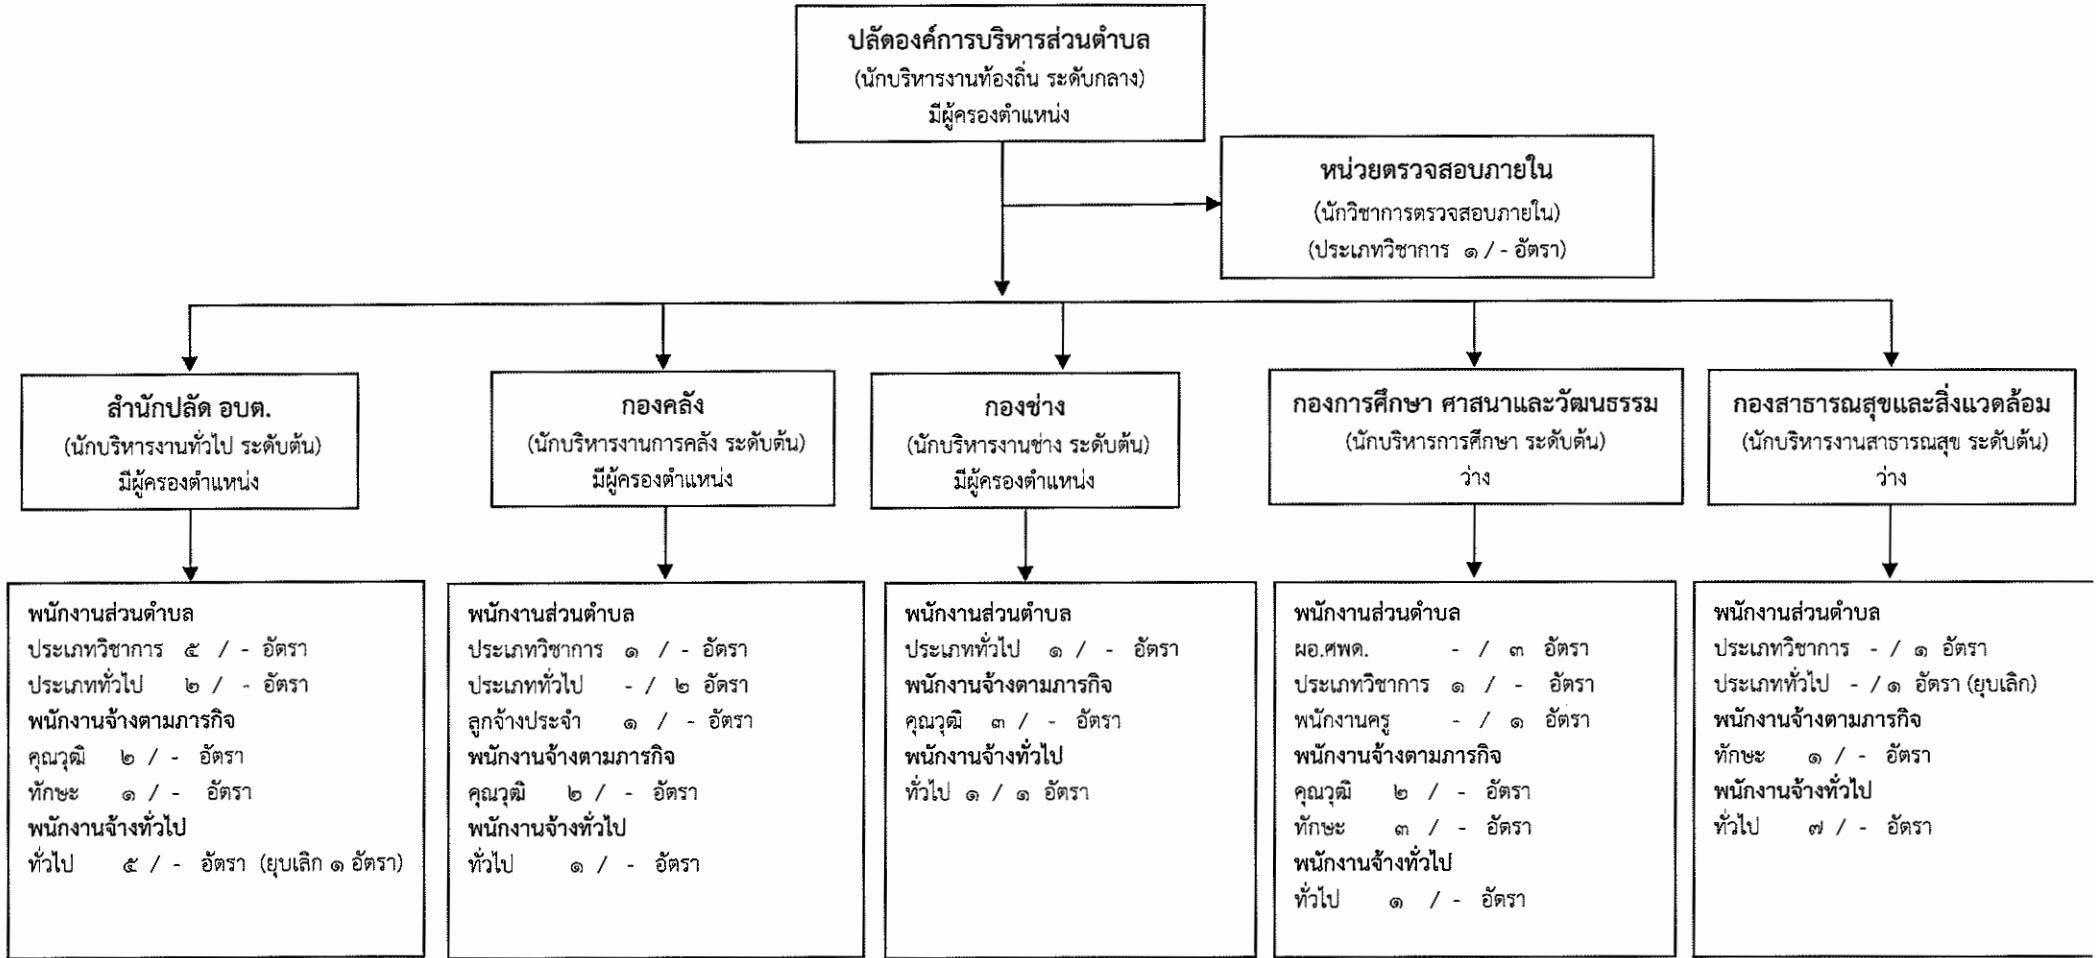 ปลัดองค์การบริหารส่วนตำบล
(นักบริหารงานท้องถิ่น ระดับกลาง)
มีผู้ครองตำแหน่ง
หน่วยตรวจสอบภายใน
(นักวิชาการตรวจสอบภายใน)
(ประเภทวิชาการ ๑ / - อัตรา)
สำนักปลัด อบต.
(นักบริหารงานทั่วไป ระดับต้น)
มีผู้ครองตำแหน่ง
กองคลัง
(นักบริหารงานการคลัง ระดับต้น)
มีผู้ครองตำแหน่ง
กองช่าง
(นักบริหารงานช่าง ระดับต้น)
มีผู้ครองตำแหน่ง
กองการศึกษา ศาสนาและวัฒนธรรม
(นักบริหารการศึกษา ระดับต้น)
ว่าง
กองสาธารณสุขและสิ่งแวดล้อม
(นักบริหารงานสาธารณสุข ระดับต้น)
ว่าง
พนักงานส่วนตำบล
ประเภทวิชาการ ๕ / - อัตรา
ประเภททั่วไป ๒ / - อัตรา
พนักงานจ้างตามภารกิจ
คุณวุฒิ ๒ / - อัตรา
ทักษะ ๑ / - อัตรา
พนักงานจ้างทั่วไป
ทั่วไป ๕ / - อัตรา (ยุบเลิก ๑ อัตรา)
พนักงานส่วนตำบล
ประเภทวิชาการ ๑ / - อัตรา
ประเภททั่วไป - / ๒ อัตรา
ลูกจ้างประจำ ๑ / - อัตรา
พนักงานจ้างตามภารกิจ
คุณวุฒิ ๒ / - อัตรา
พนักงานจ้างทั่วไป
ทั่วไป ๑ / - อัตรา
พนักงานส่วนตำบล
ประเภททั่วไป ๑ / - อัตรา
พนักงานจ้างตามภารกิจ
คุณวุฒิ ๓ / - อัตรา
พนักงานจ้างทั่วไป
ทั่วไป ๑ / ๑ อัตรา
พนักงานส่วนตำบล
ผอ.ศพด. - / ๓ อัตรา
ประเภทวิชาการ ๑ / - อัตรา
พนักงานครู - / ๑ อัตรา
พนักงานจ้างตามภารกิจ
คุณวุฒิ ๒ / - อัตรา
ทักษะ ๓ / - อัตรา
พนักงานจ้างทั่วไป
ทั่วไป ๑ / - อัตรา
พนักงานส่วนตำบล
ประเภทวิชาการ - / ๑ อัตรา
ประเภททั่วไป - / ๑ อัตรา (ยุบเลิก)
พนักงานจ้างตามภารกิจ
ทักษะ ๑ / - อัตรา
พนักงานจ้างทั่วไป
ทั่วไป ๗ / - อัตรา